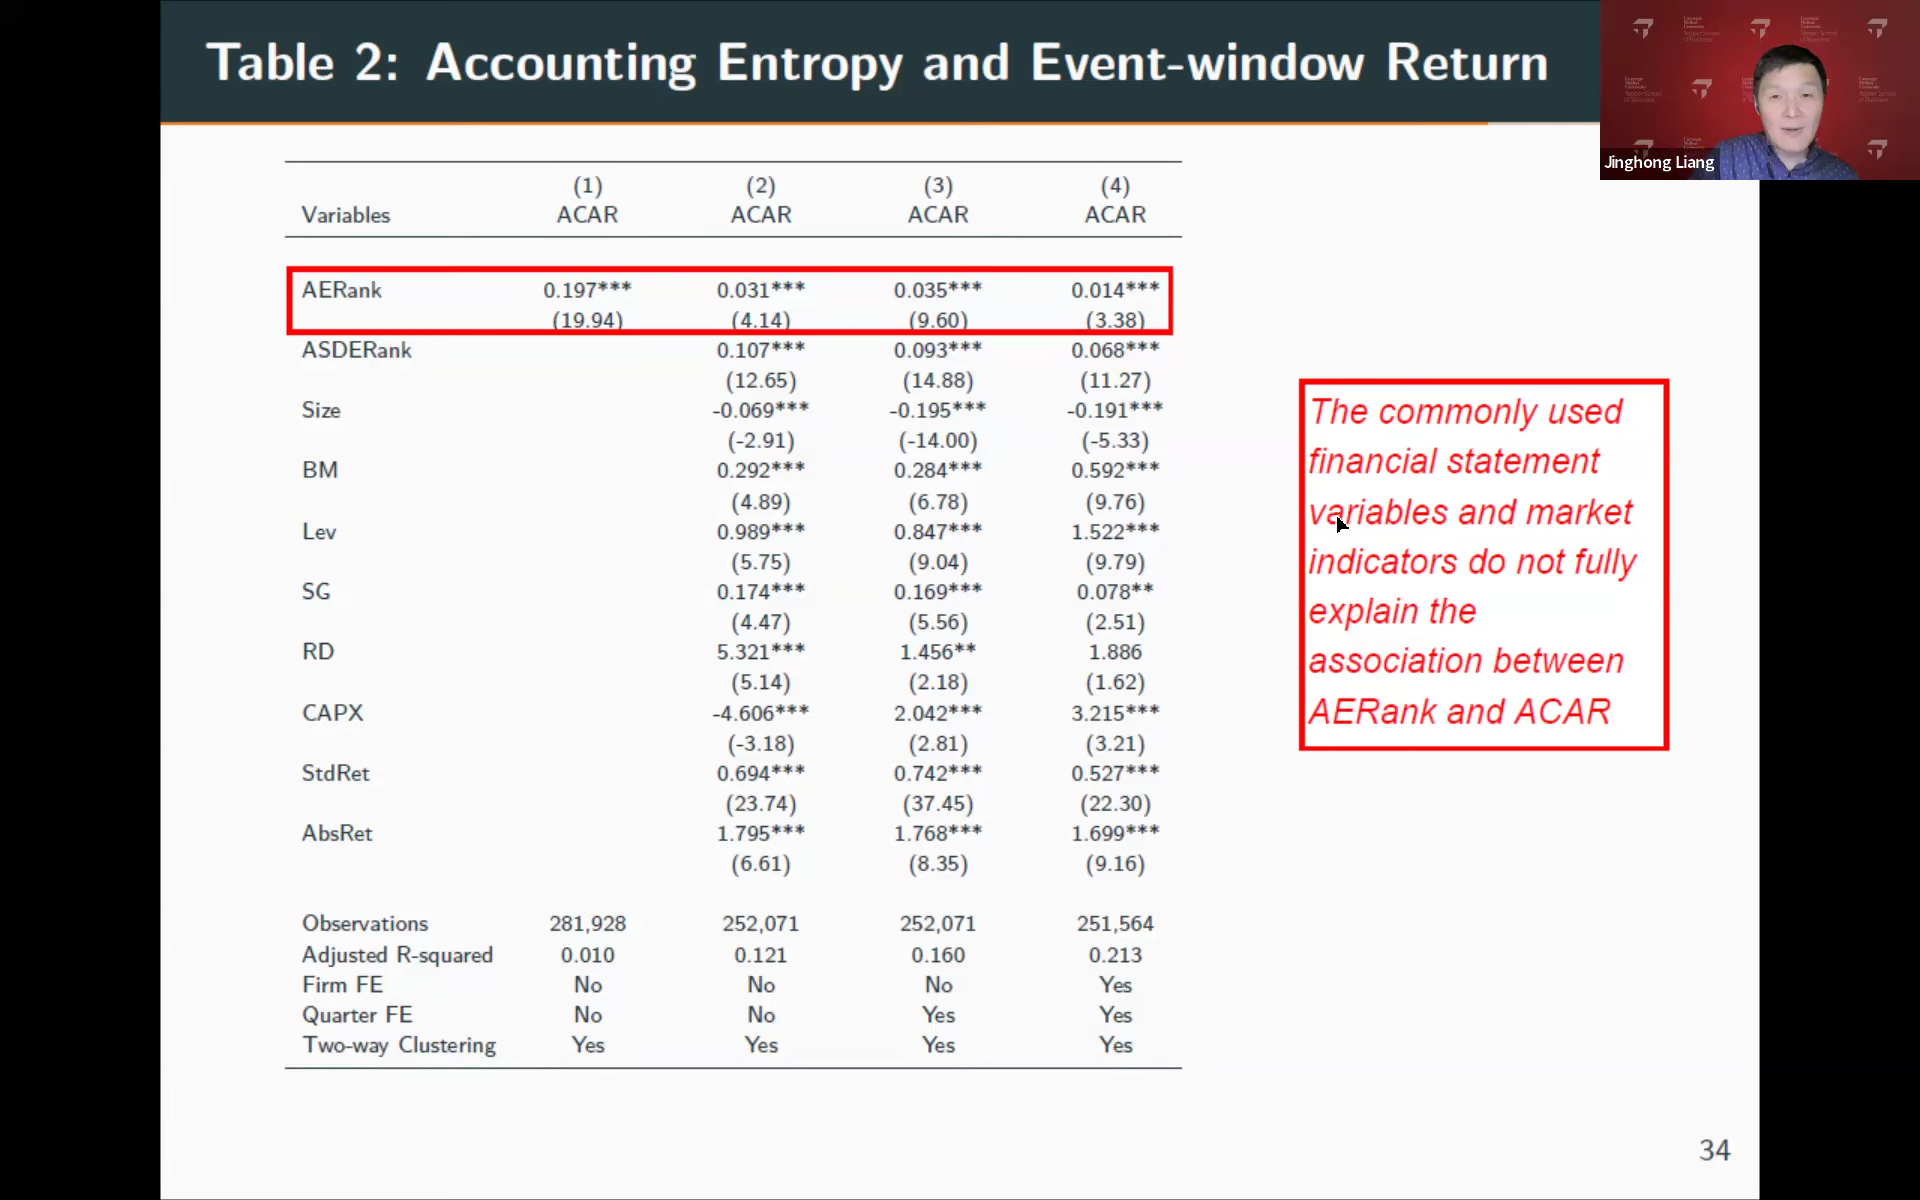 Table 2: Accounting Entropy and Event-window Return
Jinghong Liang
(1) (2) (3) (4)
Variables ACAR ACAR ACAR ACAR
AERank 0.197*** 0.031*** 0.035*** 0.014***
(19.94) (4.14) (9.60) (3.38)
ASDERank 0.107*** 0.093*** 0.068***
(12.65) (14.88) (11.27)
Size -0.069*** -0.195*** -0.191***
(-2.91) (-14.00) (-5.33)
BM 0.292*** 0.284*** 0.592***
(4.89) (6.78) (9.76)
Lev 0.989*** 0.847*** 1.522***
(5.75) (9.04) (9.79)
SG 0.174*** 0.169*** 0.078**
(4.47) (5.56) (2.51)
RD 5.321*** 1.456** 1.886
(5.14) (2.18) (1.62)
CAPX -4.606*** 2.042*** 3.215***
(-3.18) (2.81) (3.21)
StdRet 0.694*** 0.742*** 0.527***
(23.74) (37.45) (22.30)
AbsRet 1.795*** 1.768*** 1.699***
(6.61) (8.35) (9.16)
Observations 281,928 252,071 252,071 251,564
Adjusted R-squared 0.010 0.121 0.160 0.213
Firm FE No No No Yes
Quarter FE No No Yes Yes
Two-way Clustering Yes Yes Yes Yes
The commonly used
financial statement
variables and market
indicators do not fully
explain the
association between
AERank and ACAR
34